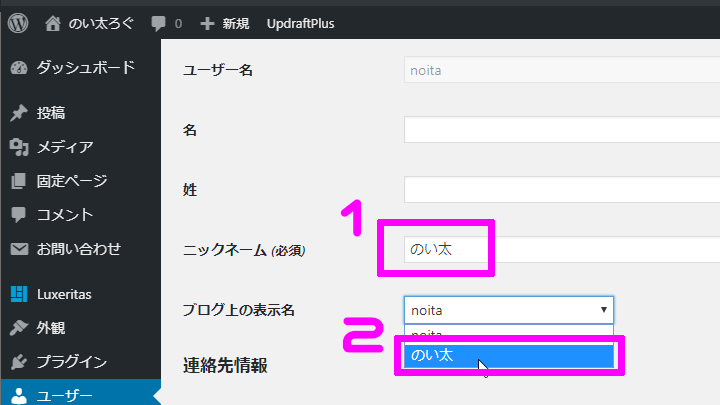 のい太ろぐ 0 新規 UpdraftPlus
ダッシュボード
投稿
メディア
固定ページ
コメント
お問い合わせ
Luxeritas
外観
プラグイン
ユーザー
ユーザー名 noita
名
姓
1
ニックネーム (必須) のい太
ブログ上の表示名 noita
noita
2
のい太
連絡先情報